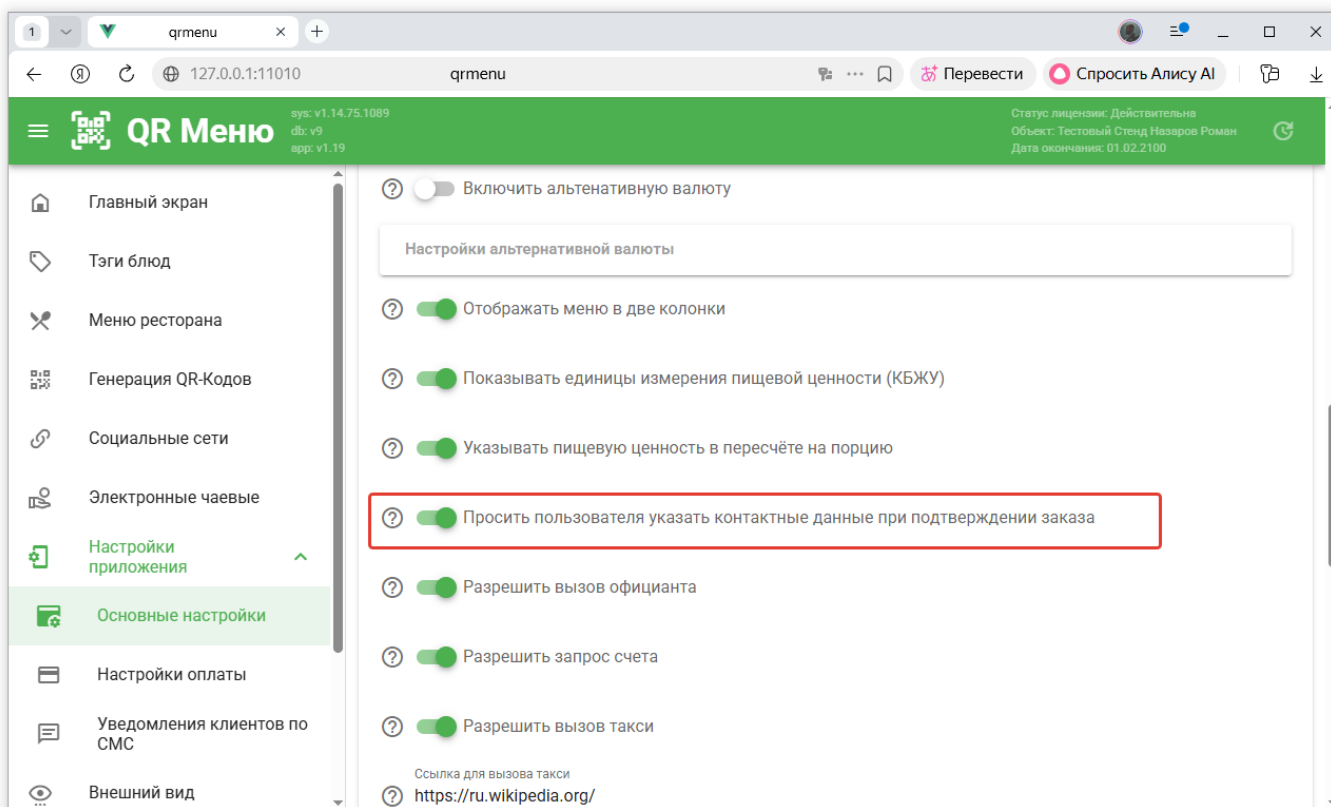 1
qrmenu
127.0.0.1:11010
qrmenu
Перевести
Спросить Алису AI
QR Меню
sys: v1.14.75.1089
db: v9
app: v1.19
Статус лицензии: Действительна
Объект: Тестовый Стенд Назаров Роман
Дата окончания: 01.02.2100
Главный экран
Тэги блюд
Меню ресторана
Генерация QR-Кодов
Социальные сети
Электронные чаевые
Настройки
приложения
Основные настройки
Настройки оплаты
Уведомления клиентов по
СМС
Внешний вид
Включить альтенативную валюту
Настройки альтернативной валюты
Отображать меню в две колонки
Показывать единицы измерения пищевой ценности (КБЖУ)
Указывать пищевую ценность в пересчёте на порцию
Просить пользователя указать контактные данные при подтверждении заказа
Разрешить вызов официанта
Разрешить запрос счета
Разрешить вызов такси
Ссылка для вызова такси
https://ru.wikipedia.org/